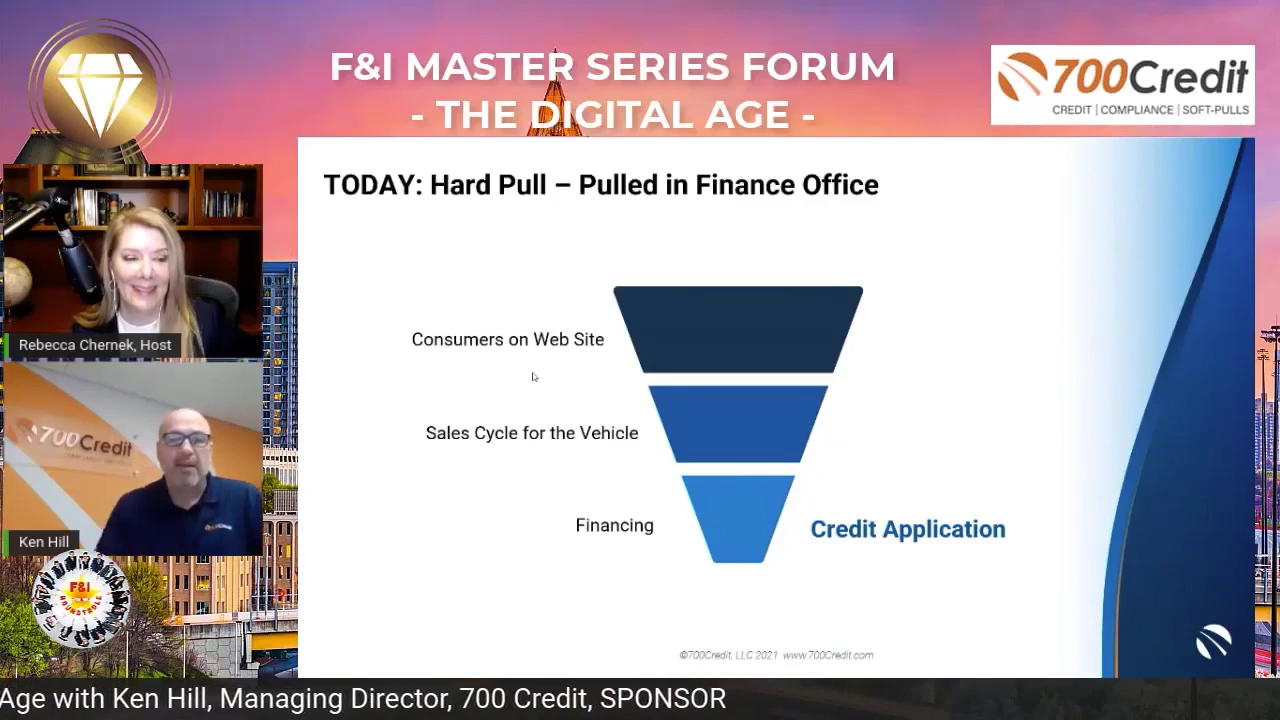 F&I MASTER SERIES FORUM
- THE DIGITAL AGE -
700Credit
CREDIT | COMPLIANCE | SOFT-PULLS
TODAY: Hard Pull – Pulled in Finance Office
Rebecca Chernek, Host
Consumers on Web Site
Sales Cycle for the Vehicle
700Credit
Financing
Credit Application
Ken Hill
F&I
ROUNDTABLE
©700Credit, LLC 2021 www.700Credit.com
Age with Ken Hill, Managing Director, 700 Credit, SPONSOR